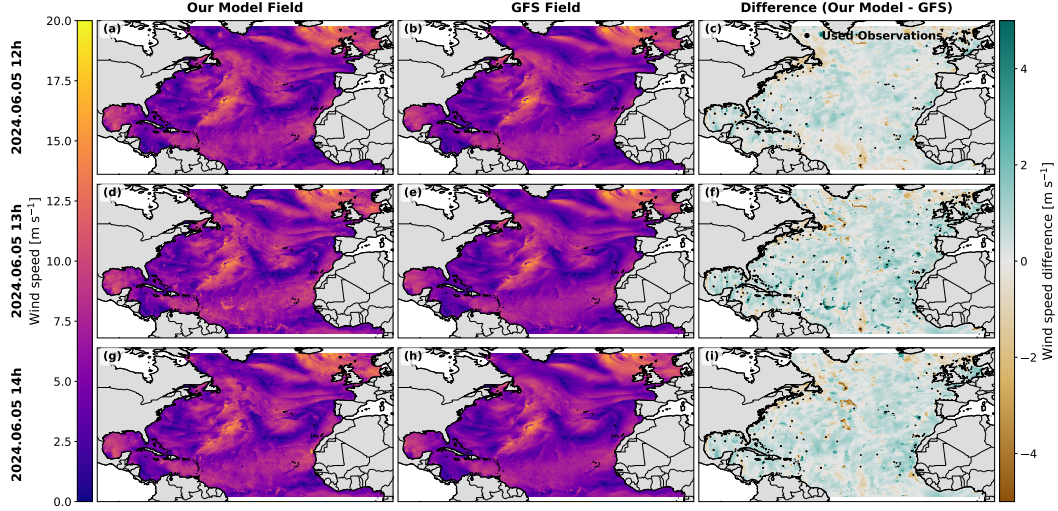 Our Model Field
GFS Field
Difference (Our Model - GFS)
20.0
17.5
15.0
12.5
10.0
7.5
5.0
2.5
0.0
Wind speed [m s⁻¹]
2024.06.05 12h
2024.06.05 13h
2024.06.05 14h
(a)
(b)
(c)
Used Observations
(d)
(e)
(f)
(g)
(h)
(i)
4
2
0
−2
−4
Wind speed difference [m s⁻¹]